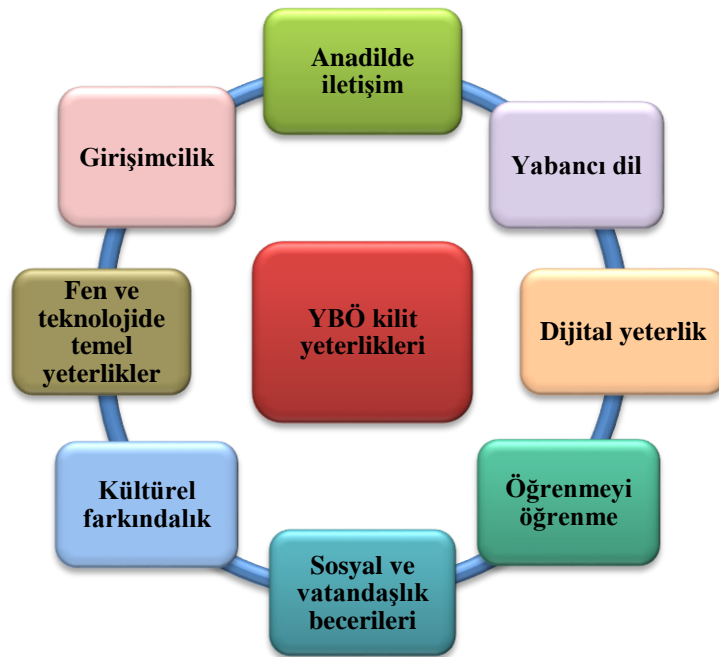 Anadilde
iletişim
Yabancı dil
Dijital yeterlik
Öğrenmeyi
öğrenme
Sosyal ve
vatandaşlık
becerileri
Kültürel
farkındalık
Fen ve
teknolojide
temel
yeterlikler
Girişimcilik
YBÖ kilit
yeterlikleri